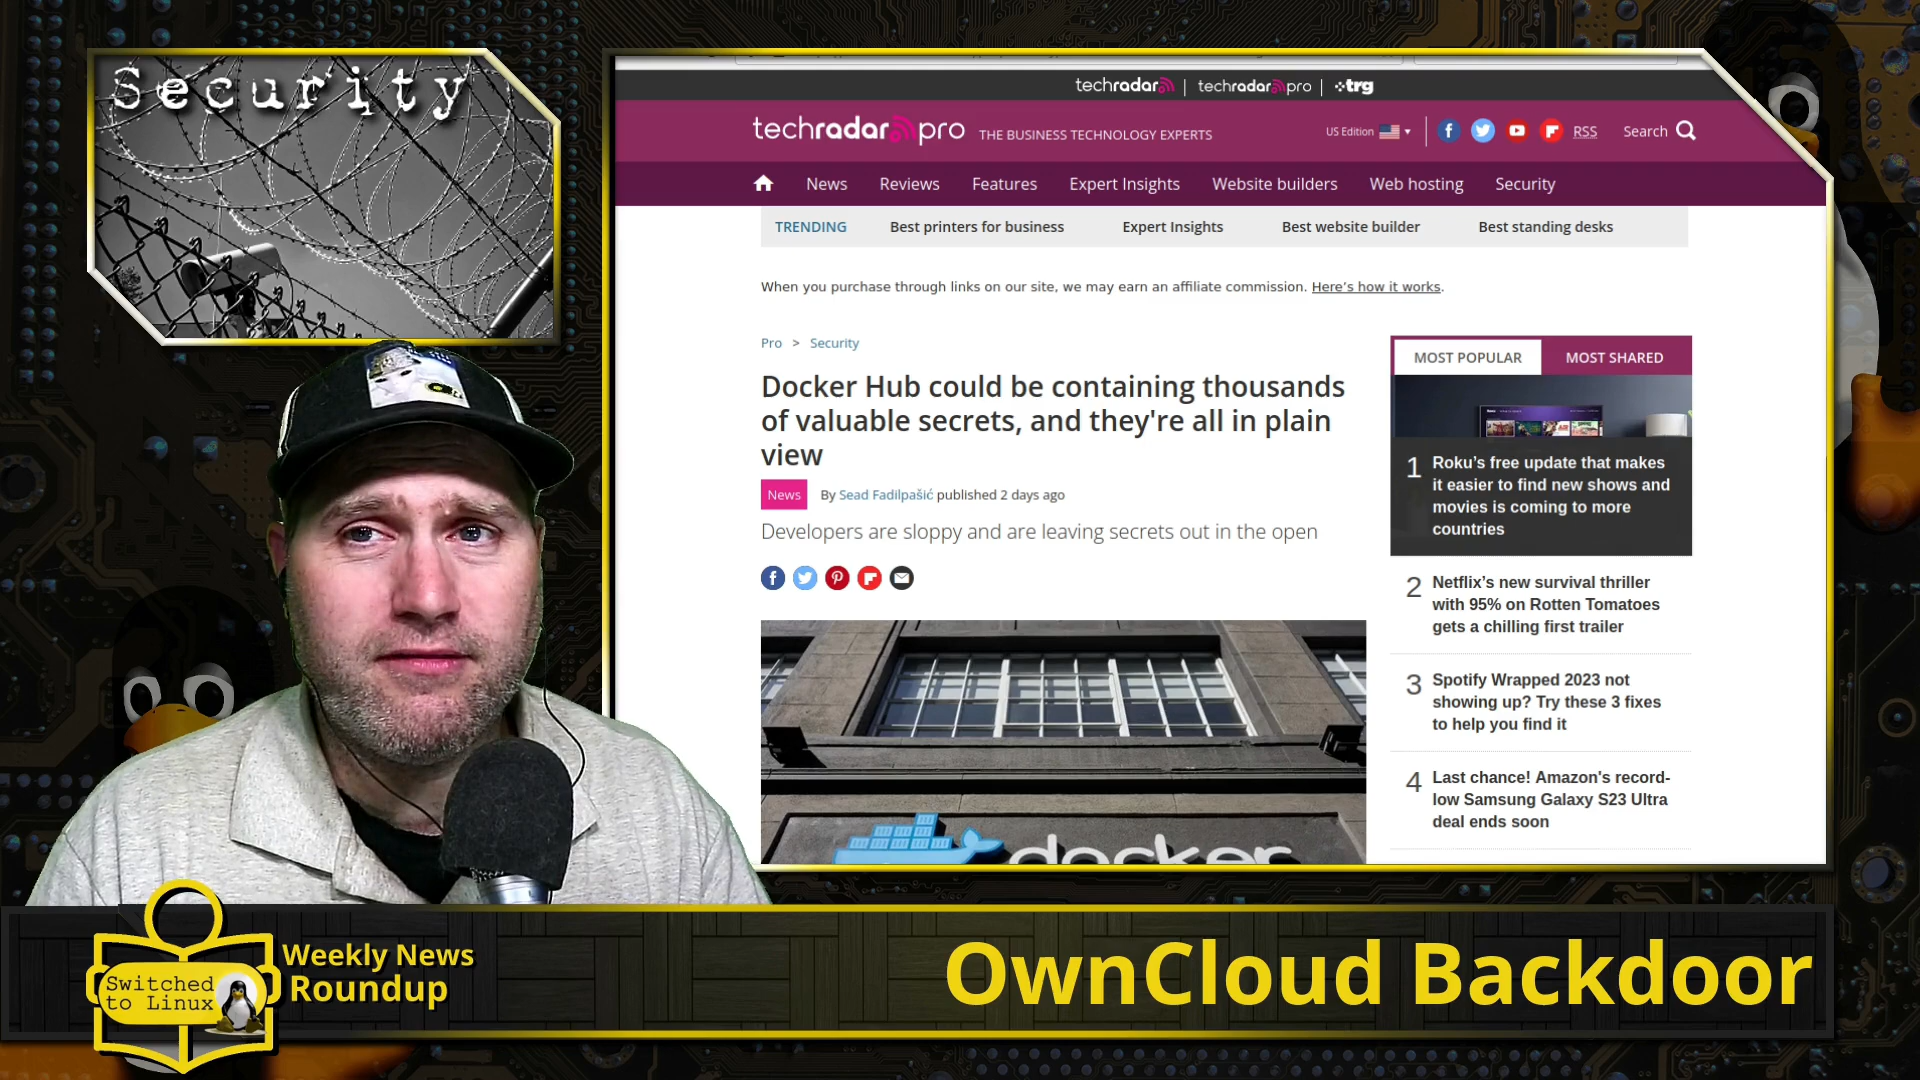 Security
techradar | techradar pro | trg
techradar pro THE BUSINESS TECHNOLOGY EXPERTS
US Edition
RSS
Search
News Reviews Features Expert Insights Website builders Web hosting Security
TRENDING Best printers for business Expert Insights Best website builder Best standing desks
When you purchase through links on our site, we may earn an affiliate commission. Here's how it works.
Pro > Security
Docker Hub could be containing thousands
of valuable secrets, and they're all in plain
view
News By Sead Fadilpašić published 2 days ago
Developers are sloppy and are leaving secrets out in the open
docker
MOST POPULAR MOST SHARED
1 Roku's free update that makes
it easier to find new shows and
movies is coming to more
countries
2 Netflix's new survival thriller
with 95% on Rotten Tomatoes
gets a chilling first trailer
3 Spotify Wrapped 2023 not
showing up? Try these 3 fixes
to help you find it
4 Last chance! Amazon's record-
low Samsung Galaxy S23 Ultra
deal ends soon
Switched
to Linux
Weekly News
Roundup
OwnCloud Backdoor